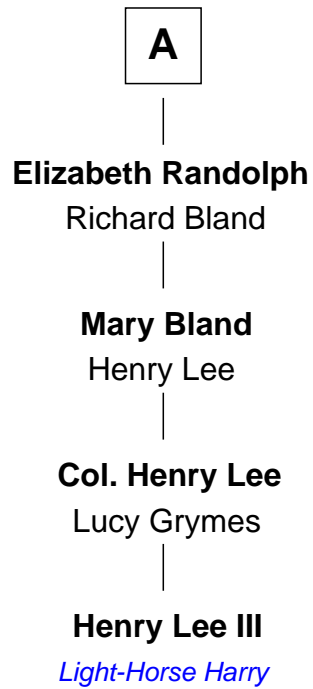 A
Elizabeth Randolph
Richard Bland
Mary Bland
Henry Lee
Col. Henry Lee
Lucy Grymes
Henry Lee III
Light-Horse Harry